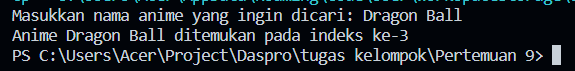 Masukkan nama anime yang ingin dicari: Dragon Ball
Anime Dragon Ball ditemukan pada indeks ke-3
PS C:\Users\Acer\Project\Daspro\tugas kelompok\Pertemuan 9>